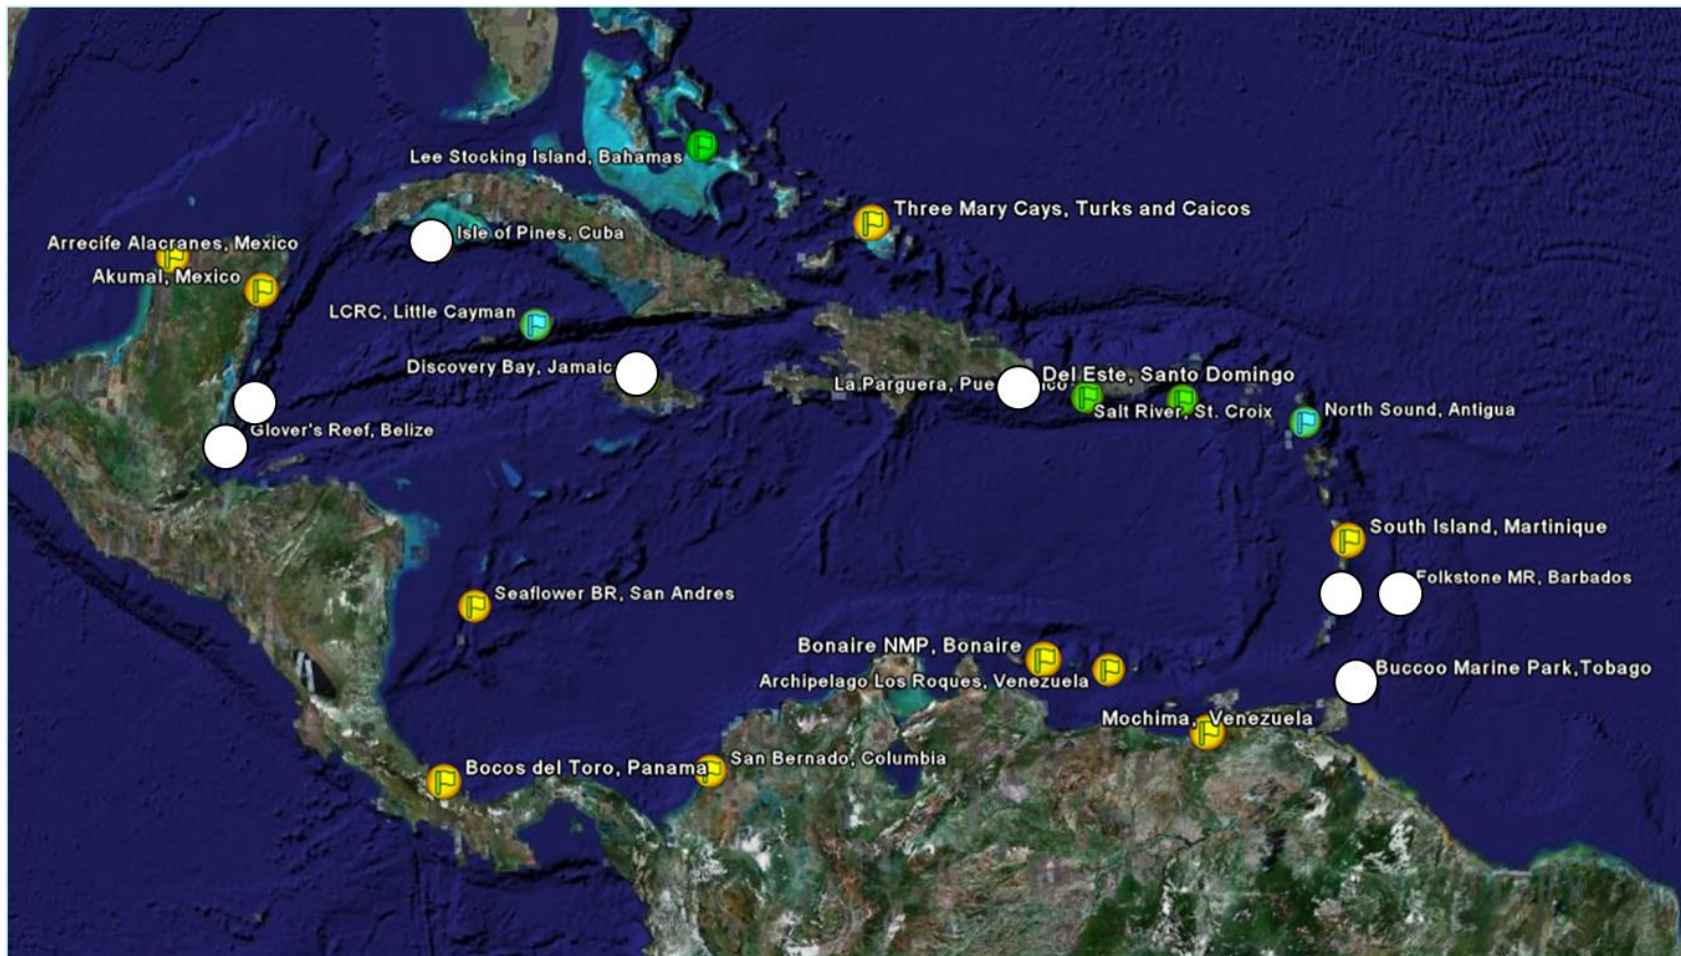 Lee Stocking Island, Bahamas
Three Mary Cays, Turks and Caicos
Isle of Pines, Cuba
Arrecife Alacranes, Mexico
Akumal, Mexico
LCRC, Little Cayman
Discovery Bay, Jamaic
Del Este, Santo Domingo
La Parguera,
Salt River, St. Croix
North Sound, Antigua
Glover's Reef, Belize
South Island, Martinique
Folkstone MR, Barbados
Seaflower BR, San Andres
Bonaire NMP, Bonaire
Buccoo Marine Park,Tobago
Archipelago Los Roques, Venezuela
Mochima, Venezuela
San Bernado, Columbia
Bocos del Toro, Panama